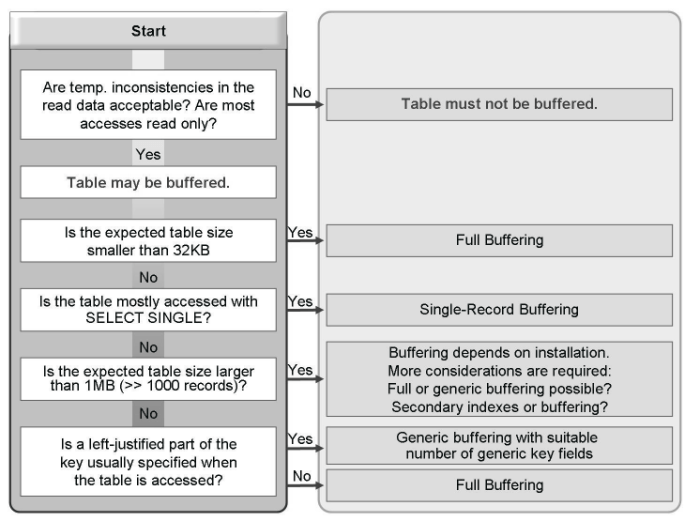 Start
Are temp. inconsistencies in the
read data acceptable? Are most
accesses read only?
No
Table must not be buffered.
Yes
Table may be buffered.
Is the expected table size
smaller than 32KB
Yes
Full Buffering
No
Is the table mostly accessed with
SELECT SINGLE?
Yes
Single-Record Buffering
No
Is the expected table size larger
than 1MB (>> 1000 records)?
Yes
Buffering depends on installation.
More considerations are required:
Full or generic buffering possible?
Secondary indexes or buffering?
No
Is a left-justified part of the
key usually specified when
the table is accessed?
Yes
Generic buffering with suitable
number of generic key fields
No
Full Buffering